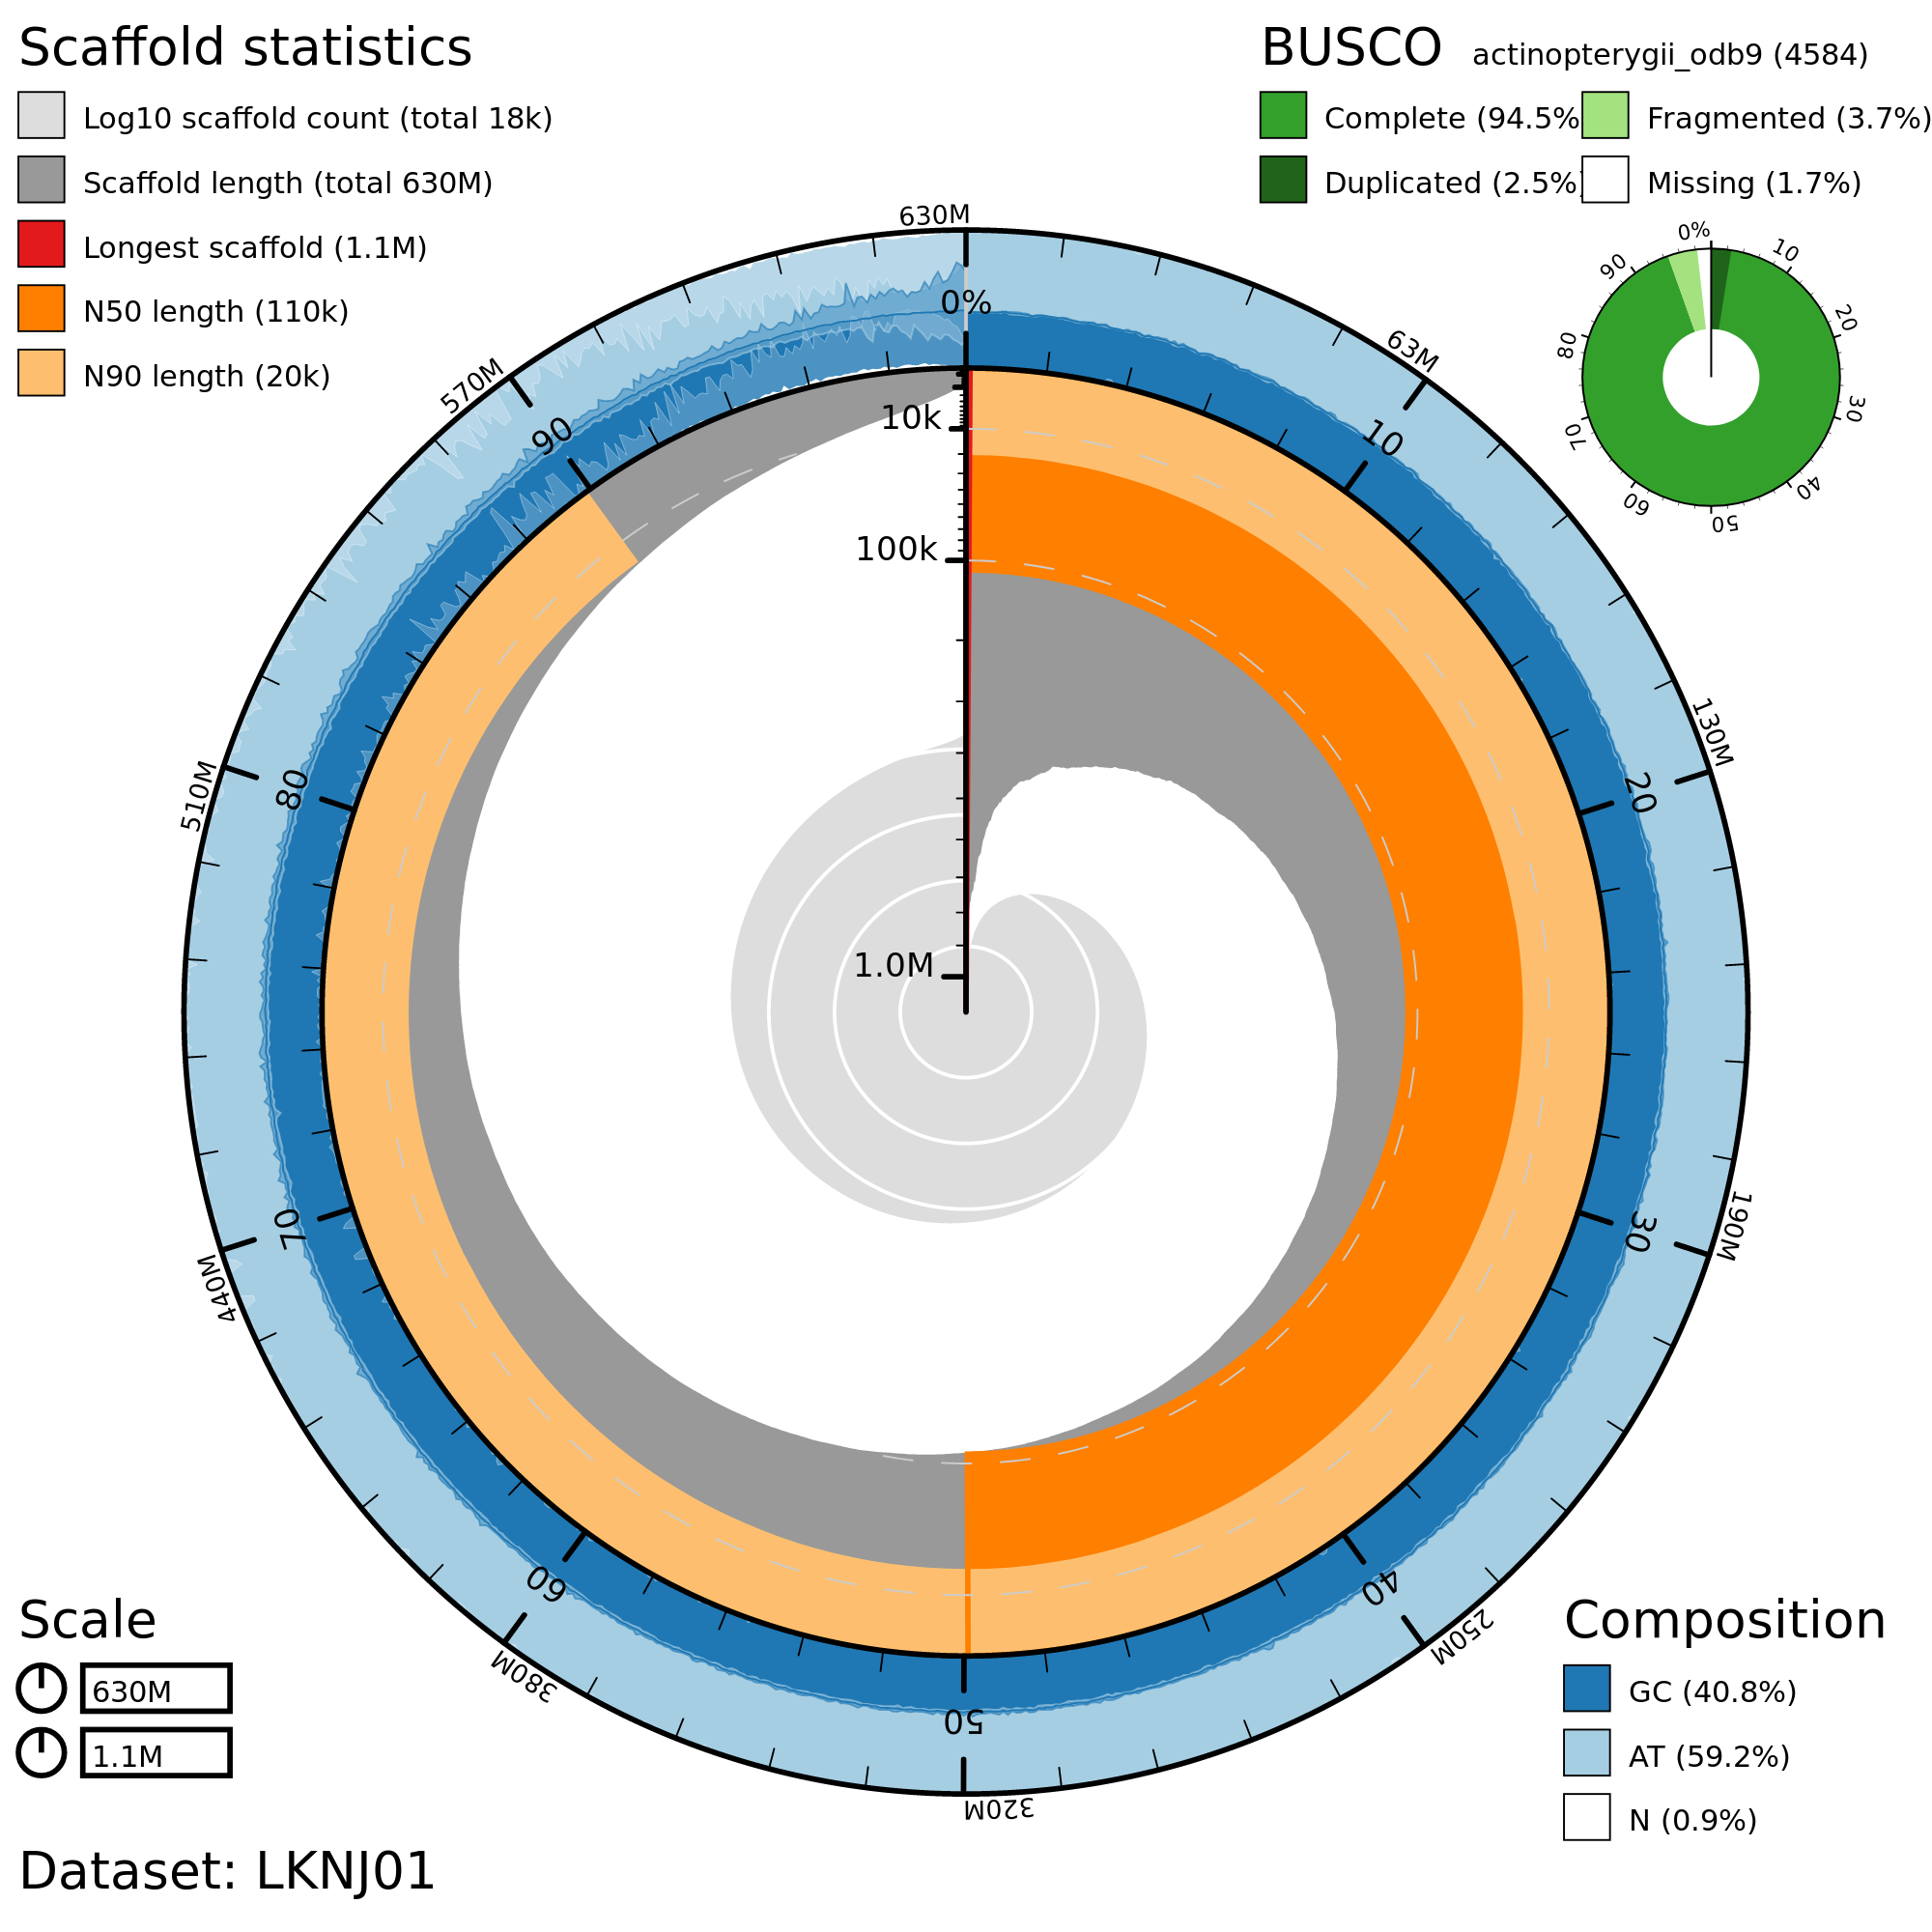 Scaffold statistics
Log10 scaffold count (total 18k)
Scaffold length (total 630M)
Longest scaffold (1.1M)
N50 length (110k)
N90 length (20k)
BUSCO actinopterygii_odb9 (4584)
Complete (94.5%
Fragmented (3.7%)
Duplicated (2.5%)
Missing (1.7%)
0%
10
20
30
40
50
60
70
80
90
630M
63M
130M
190M
250M
320M
380M
440M
510M
570M
0%
10
20
30
40
50
60
70
80
90
10k
100k
1.0M
Scale
630M
1.1M
Composition
GC (40.8%)
AT (59.2%)
N (0.9%)
Dataset: LKNJ01